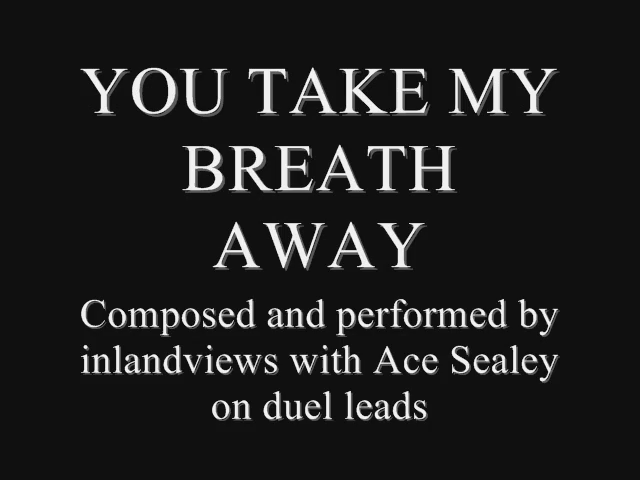 YOU TAKE MY
BREATH
AWAY
Composed and performed by
inlandviews with Ace Sealey
on duel leads